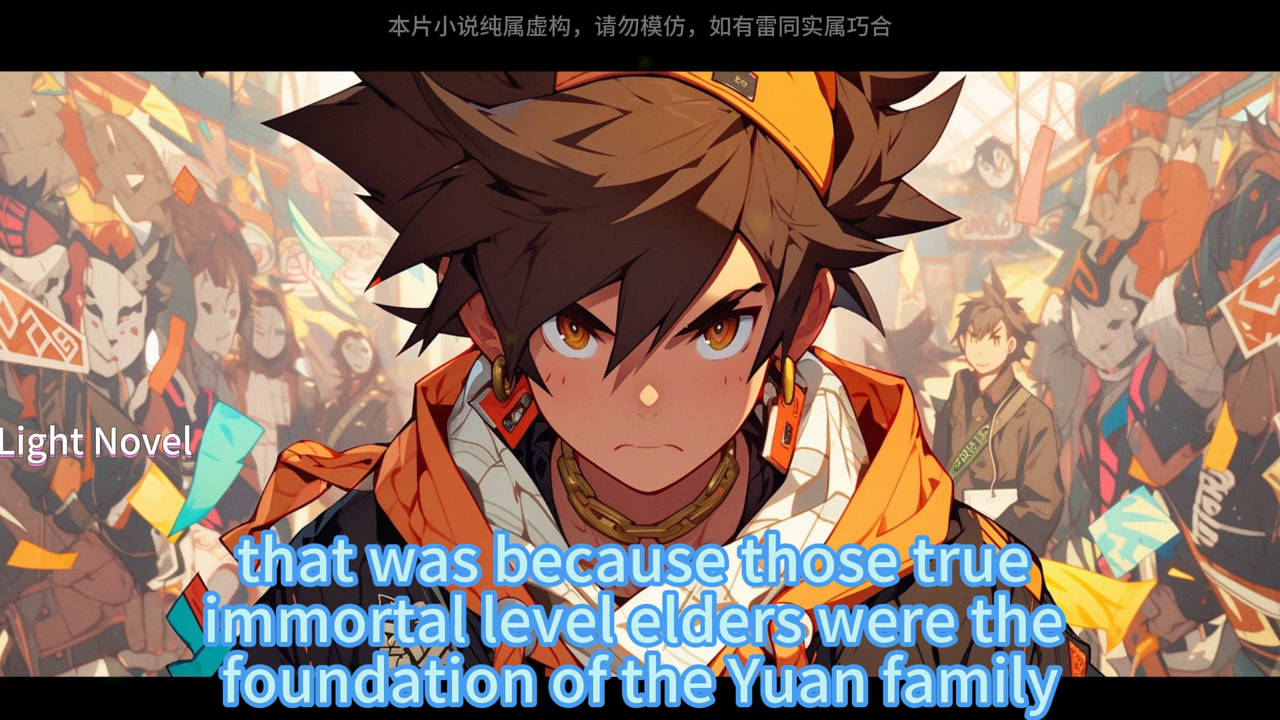 本片小说纯属虚构，请勿模仿，如有雷同实属巧合
Light Novel
that was because those true
immortal level elders were the
foundation of the Yuan family